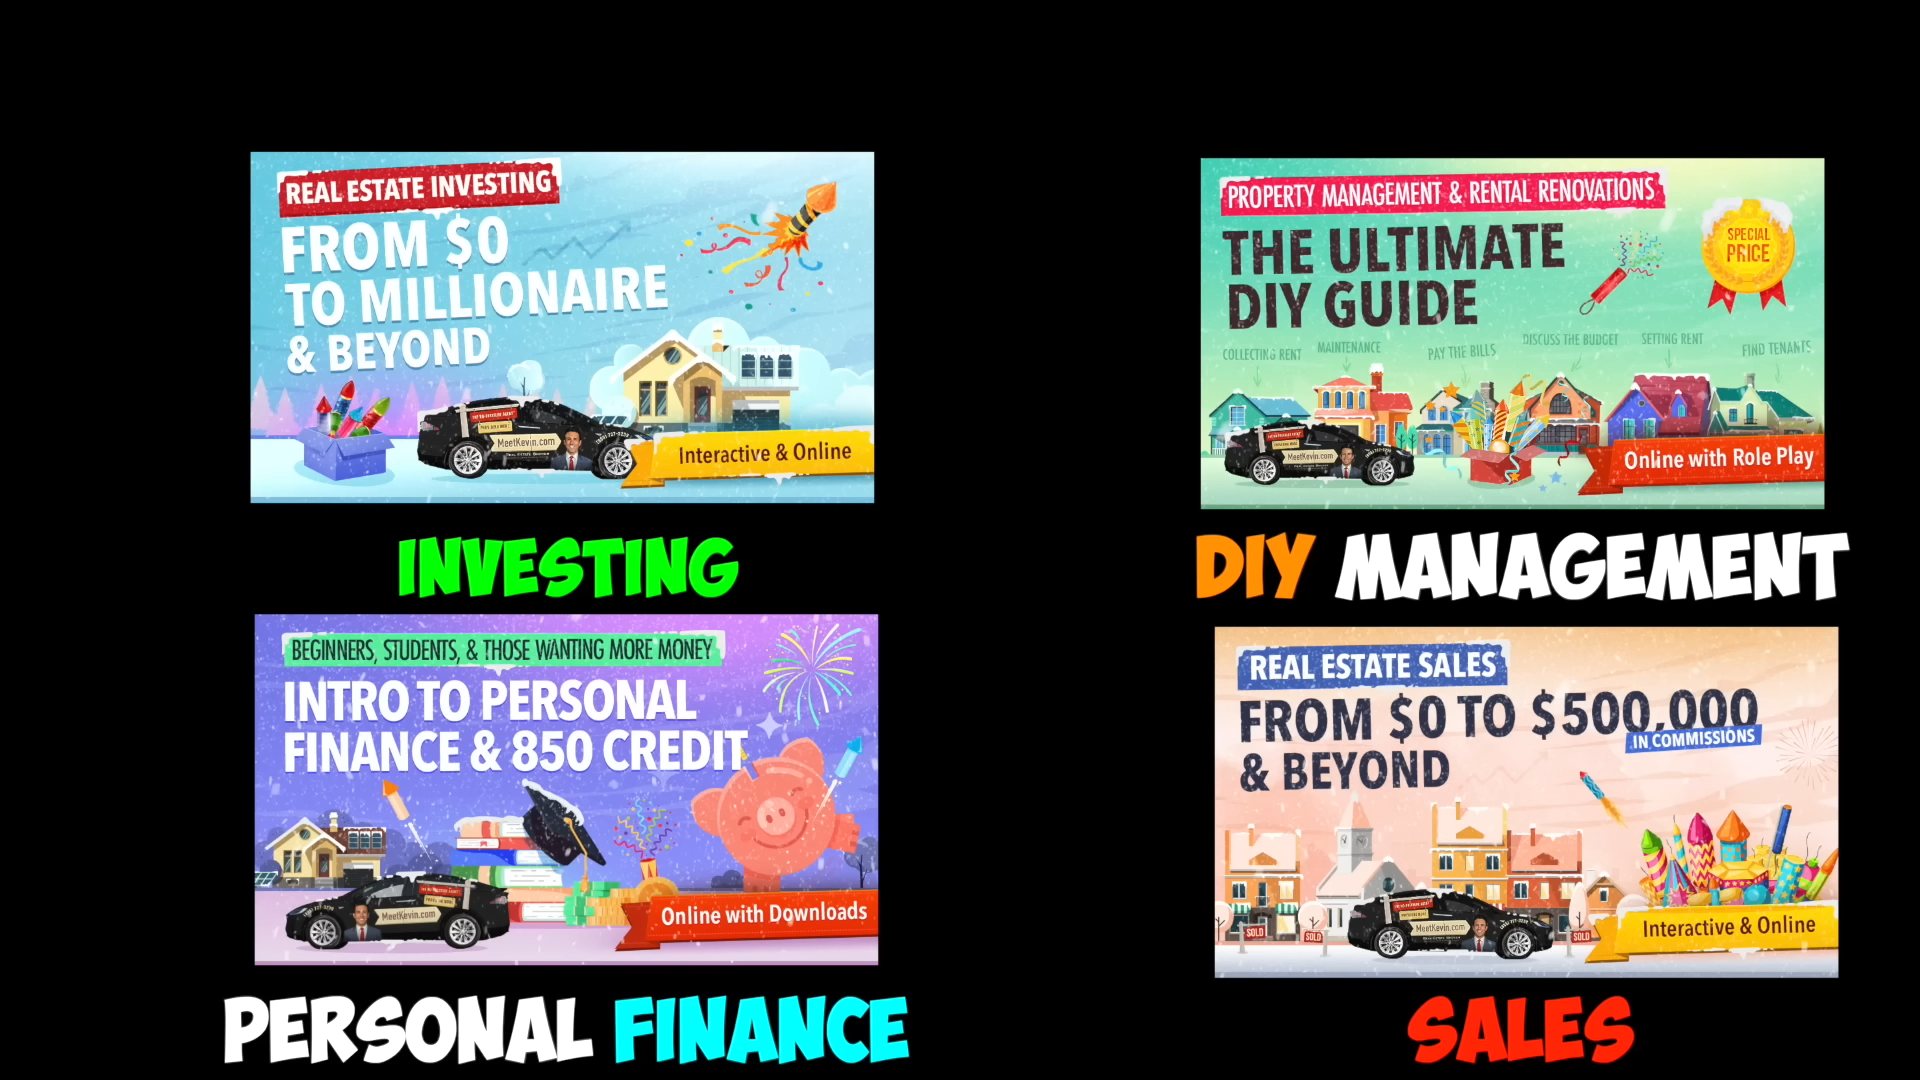 REAL ESTATE INVESTING
FROM $0
TO MILLIONAIRE
& BEYOND
MeetKevin.com
Interactive & Online
INVESTING
PROPERTY MANAGEMENT & RENTAL RENOVATIONS
THE ULTIMATE
DIY GUIDE
SPECIAL
PRICE
COLLECTING RENT
MAINTENANCE
PAY THE BILLS
DISCUSS THE BUDGET
SETTING RENT
FIND TENANTS
MeetKevin.com
Online with Role Play
DIY MANAGEMENT
BEGINNERS, STUDENTS, & THOSE WANTING MORE MONEY
INTRO TO PERSONAL
FINANCE & 850 CREDIT
MeetKevin.com
Online with Downloads
PERSONAL FINANCE
REAL ESTATE SALES
FROM $0 TO $500,000
IN COMMISSIONS
& BEYOND
SOLD
SOLD
SOLD
MeetKevin.com
Interactive & Online
SALES